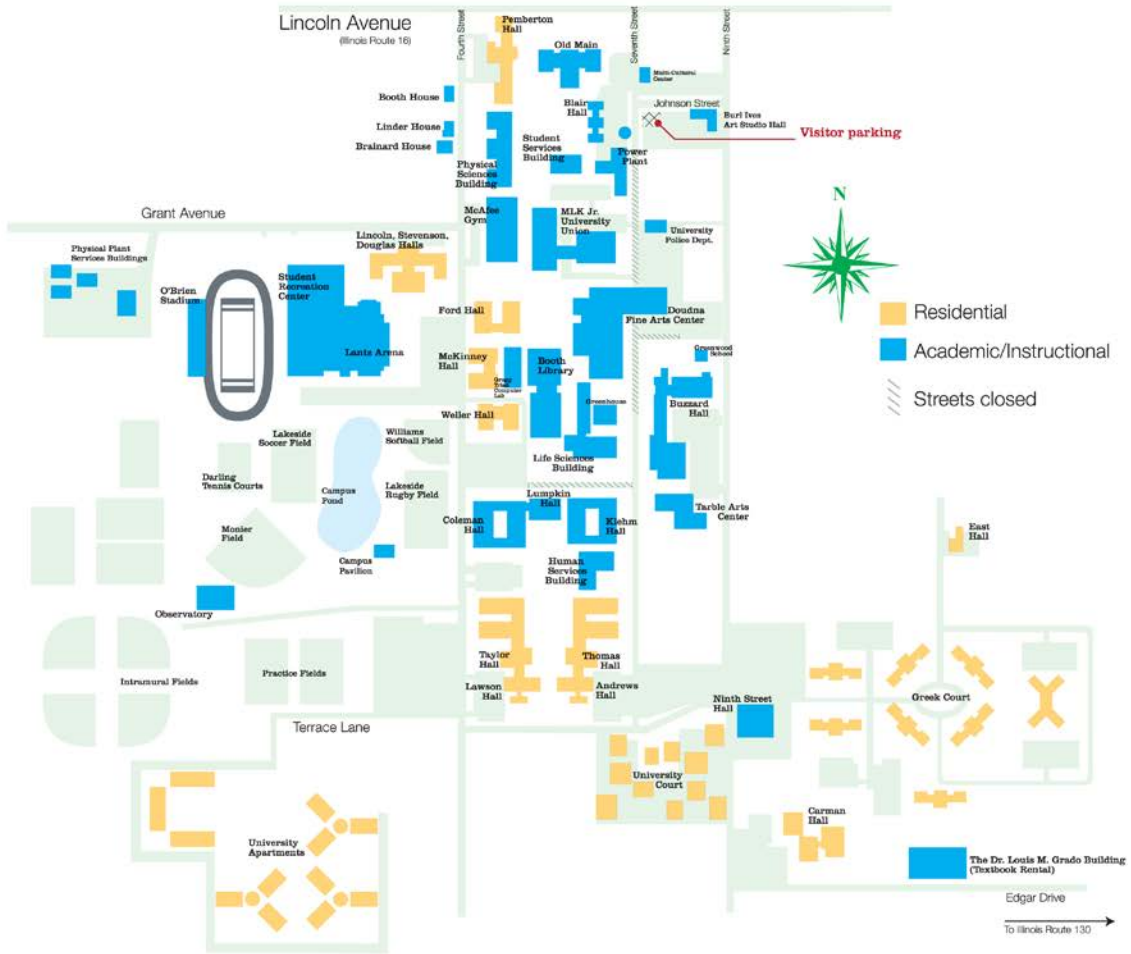 Lincoln Avenue
(Illinois Route 16)
Fourth Street
Pemberton
Hall
Old Main
Seventh Street
Ninth Street
Cultural
Center
Booth House
Blair
Hall
Johnson Street
Burl Ives
Art Studio Hall
Visitor parking
Linder House
Brainard House
Student
Services
Building
Power
Plant
Physical
Sciences
Building
N
Grant Avenue
McAfee
Gym
MLK Jr.
University
Union
University
Police Dept.
Lincoln, Stevenson,
Douglas Halls
Physical Plant
Services Buildings
O'Brien
Stadium
Student
Recreation
Center
Lantz Arena
Ford Hall
Doudna
Fine Arts Center
Residential
Academic/Instructional
Streets closed
McKinney
Hall
Gregg
Computer
Lab
Booth
Library
Greenwood
School
Greenhouse
Buzzard
Hall
Weller Hall
Lakeside
Soccer Field
Williams
Softball Field
Life Sciences
Building
Darling
Tennis Courts
Campus
Pond
Lakeside
Rugby Field
Lumpkin
Hall
Coleman
Hall
Klehm
Hall
Tarble Arts
Center
Monier
Field
Campus
Pavilion
Human
Services
Building
East
Hall
Observatory
Taylor
Hall
Thomas
Hall
Intramural Fields
Practice Fields
Lawson
Hall
Andrews
Hall
Ninth Street
Hall
Greek Court
Terrace Lane
University
Court
Carman
Hall
University
Apartments
The Dr. Louis M. Grado Building
(Textbook Rental)
Edgar Drive
To Illinois Route 130